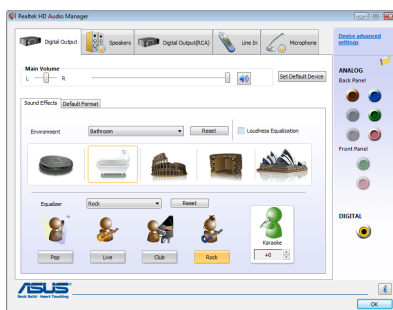 Realtek HD Audio Manager
Digital Output
Speakers
Digital Output(RCA)
Line In
Microphone
Device advanced
settings
Main Volume
L
R
Set Default Device
ANALOG
Back Panel
Sound Effects
Default Format
Environment
Bathroom
Reset
Loudness Equalization
Front Panel
Equalizer
Rock
Reset
DIGITAL
Karaoke
Pop
Live
Club
Rock
+0
ASUS
Rock Solid · Heart Touching
OK